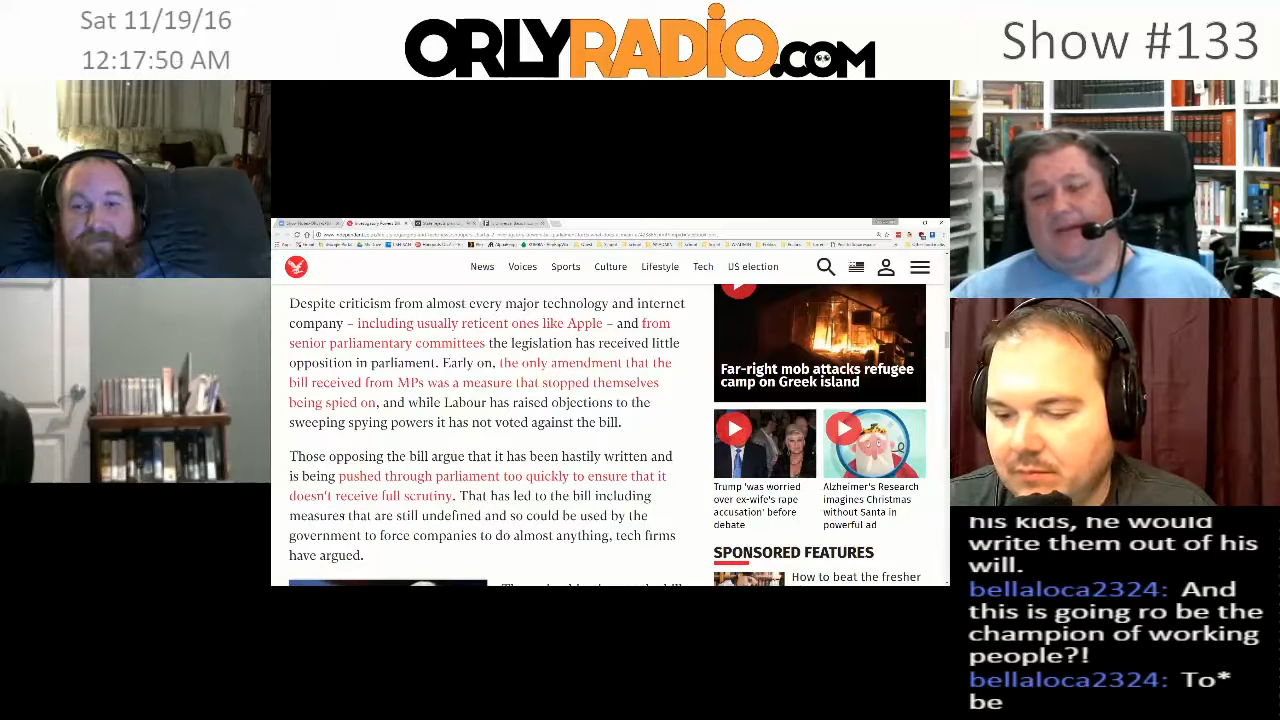 Sat 11/19/16
12:17:50 AM
ORLYRADIO.COM
Show #133
News Voices Sports Culture Lifestyle Tech US election
Despite criticism from almost every major technology and internet
company – including usually reticent ones like Apple – and from
senior parliamentary committees the legislation has received little
opposition in parliament. Early on, the only amendment that the
bill received from MPs was a measure that stopped themselves
being spied on, and while Labour has raised objections to the
sweeping spying powers it has not voted against the bill.
Those opposing the bill argue that it has been hastily written and
is being pushed through parliament too quickly to ensure that it
doesn't receive full scrutiny. That has led to the bill including
measures that are still undefined and so could be used by the
government to force companies to do almost anything, tech firms
have argued.
Far-right mob attacks refugee
camp on Greek island
Trump 'was worried
over ex-wife's rape
accusation' before
debate
Alzheimer's Research
imagines Christmas
without Santa in
powerful ad
SPONSORED FEATURES
How to beat the fresher
his kids, he would
write them out of his
will.
bellaloca2324: And
this is going ro be the
champion of working
people?!
bellaloca2324: To*
be